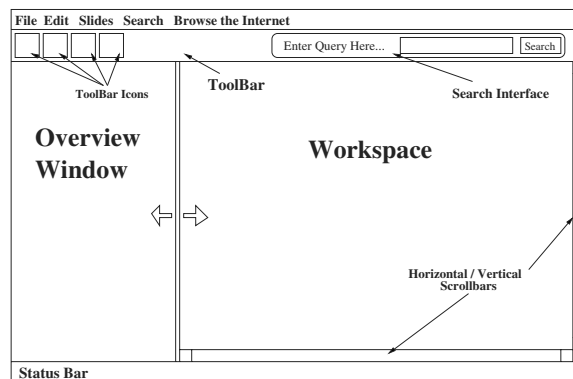 File Edit Slides Search Browse the Internet
Enter Query Here... Search
ToolBar Icons
ToolBar
Search Interface
Overview
Window
Workspace
Horizontal / Vertical
Scrollbars
Status Bar